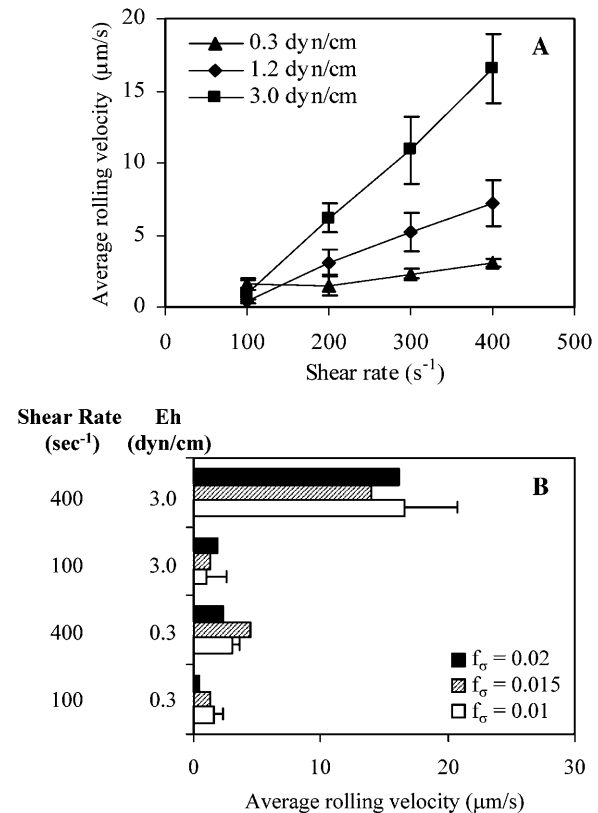 A
0.3 dyn/cm
1.2 dyn/cm
3.0 dyn/cm
Average rolling velocity (μm/s)
20
15
10
5
0
0 100 200 300 400 500
Shear rate (s⁻¹)
Shear Rate Eh
(sec⁻¹) (dyn/cm)
B
400 3.0
100 3.0
400 0.3
100 0.3
fσ = 0.02
fσ = 0.015
fσ = 0.01
0 10 20 30
Average rolling velocity (μm/s)